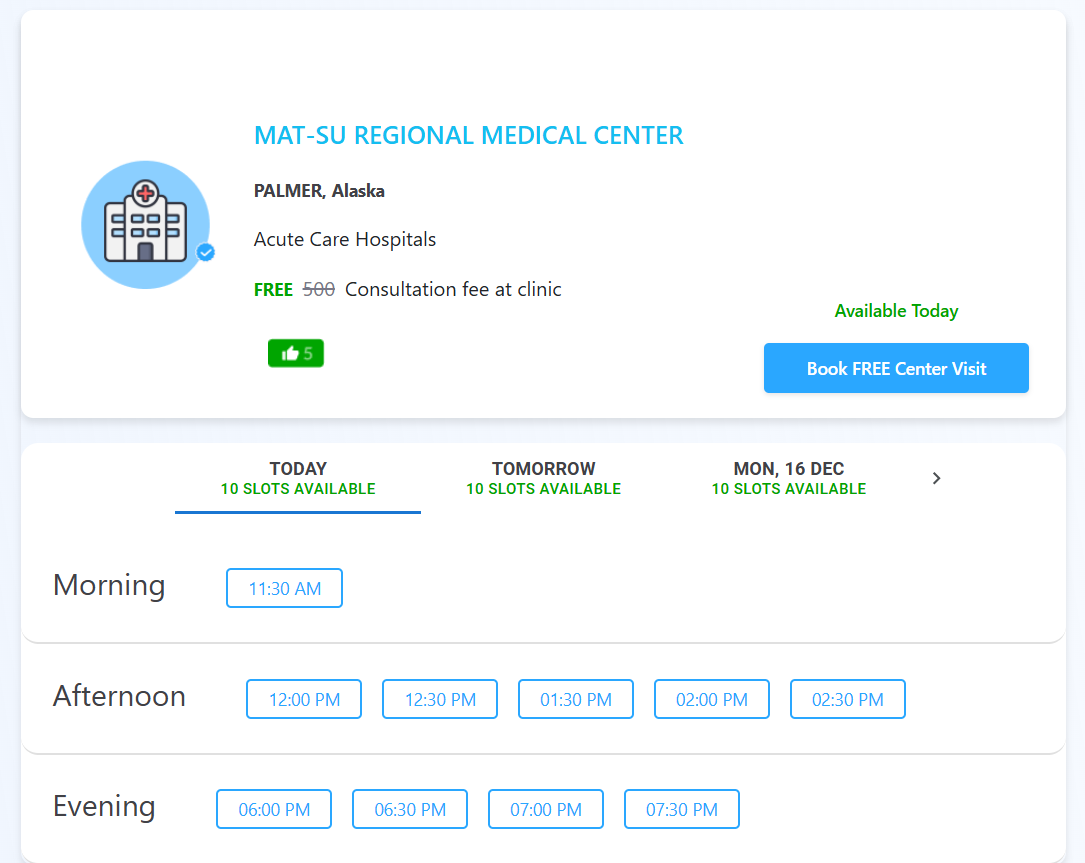 MAT-SU REGIONAL MEDICAL CENTER
PALMER, Alaska
Acute Care Hospitals
FREE 500 Consultation fee at clinic
Available Today
5
Book FREE Center Visit
TODAY TOMORROW MON, 16 DEC
10 SLOTS AVAILABLE 10 SLOTS AVAILABLE 10 SLOTS AVAILABLE
Morning 11:30 AM
Afternoon 12:00 PM 12:30 PM 01:30 PM 02:00 PM 02:30 PM
Evening 06:00 PM 06:30 PM 07:00 PM 07:30 PM